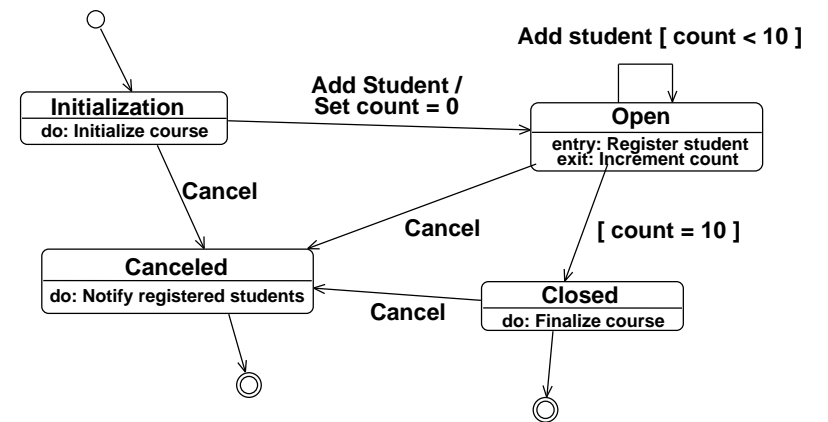 Add student [ count < 10 ]
Add Student /
Set count = 0
Initialization
do: Initialize course
Open
entry: Register student
exit: Increment count
Cancel
Cancel
[ count = 10 ]
Canceled
do: Notify registered students
Cancel
Closed
do: Finalize course